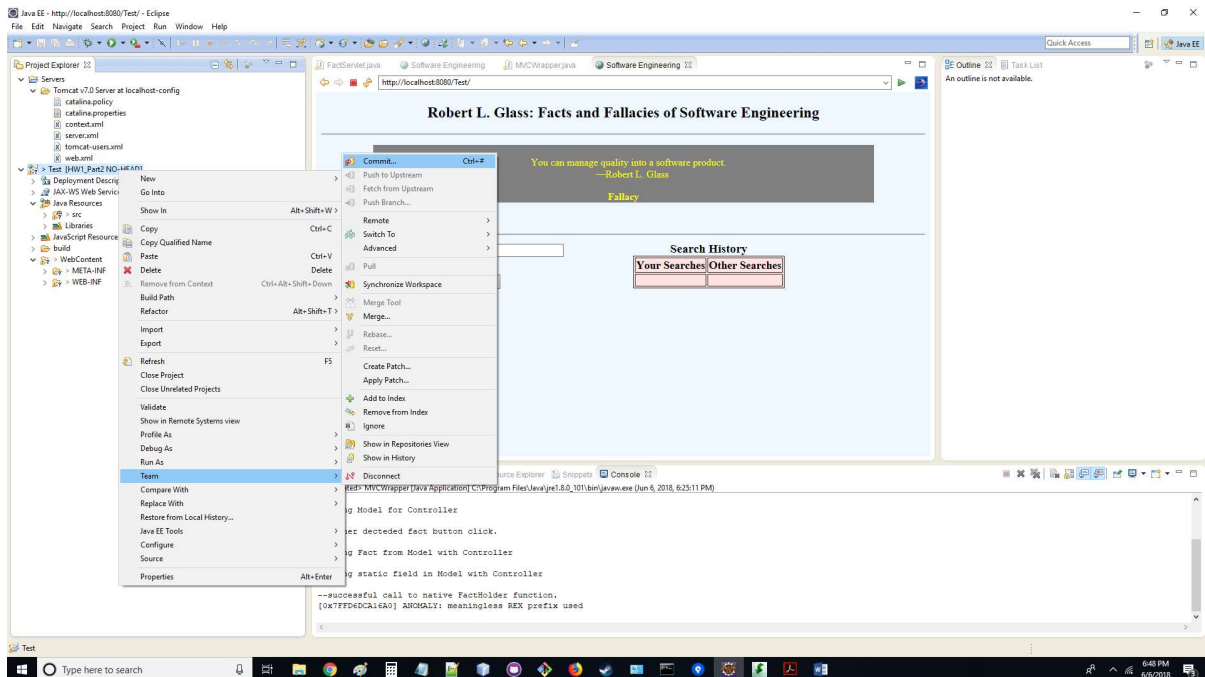 Java EE - http://localhost:8080/Test/ - Eclipse
File Edit Navigate Search Project Run Window Help
Quick Access
Java EE
Project Explorer
Servers
Tomcat v7.0 Server at localhost-config
catalina.policy
catalina.properties
context.xml
server.xml
tomcat-users.xml
web.xml
> Test [HW1_Part2 NO-HEAD]
Deployment Descrip
JAX-WS Web Service
Java Resources
> src
Libraries
JavaScript Resource
build
> WebContent
> META-INF
> WEB-INF
New
Go Into
Show In Alt+Shift+W >
Copy Ctrl+C
Copy Qualified Name
Paste Ctrl+V
Delete Delete
Remove from Context Ctrl+Alt+Shift+Down
Build Path
Refactor Alt+Shift+T >
Import
Export
Refresh F5
Close Project
Close Unrelated Projects
Validate
Show in Remote Systems view
Profile As
Debug As
Run As
Team
Compare With
Replace With
Restore from Local History...
Java EE Tools
Configure
Source
Properties Alt+Enter
Commit... Ctrl+#
Push to Upstream
Fetch from Upstream
Push Branch...
Remote
Switch To
Advanced
Pull
Synchronize Workspace
Merge Tool
Merge...
Rebase...
Reset...
Create Patch...
Apply Patch...
Add to Index
Remove from Index
Ignore
Show in Repositories View
Show in History
Disconnect
FactServlet.java Software Engineering MVCWrapper.java Software Engineering
http://localhost:8080/Test/
Robert L. Glass: Facts and Fallacies of Software Engineering
You can manage quality into a software product.
—Robert L. Glass
Fallacy
Search History
Your Searches Other Searches
Outline Task List
An outline is not available.
urce Explorer Snippets Console
ted> MVCWrapper [Java Application] C:\Program Files\Java\jre1.8.0_101\bin\javaw.exe (Jun 6, 2018, 6:25:11 PM)
ng Model for Controller
er decteded fact button click.
ng Fact from Model with Controller
ng static field in Model with Controller
--successful call to native FactHolder function.
[0x7FFD6DCA16A0] ANOMALY: meaningless REX prefix used
Test
Type here to search
6:48 PM
6/6/2018